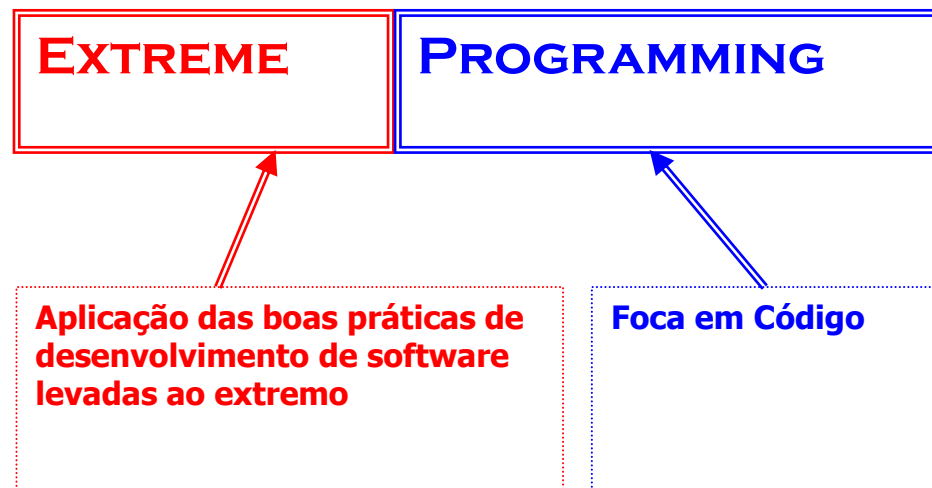 EXTREME
PROGRAMMING
Aplicação das boas práticas de
desenvolvimento de software
levadas ao extremo
Foca em Código